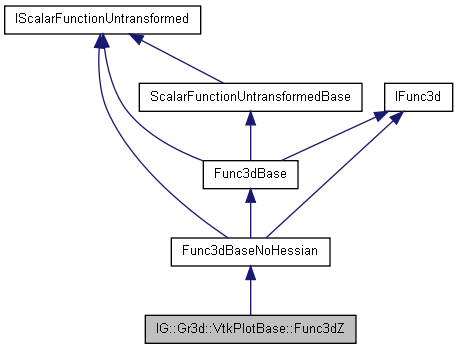 IScalarFunctionUntransformed
ScalarFunctionUntransformedBase
IFunc3d
Func3dBase
Func3dBaseNoHessian
IG::Gr3d::VtkPlotBase::Func3dZ